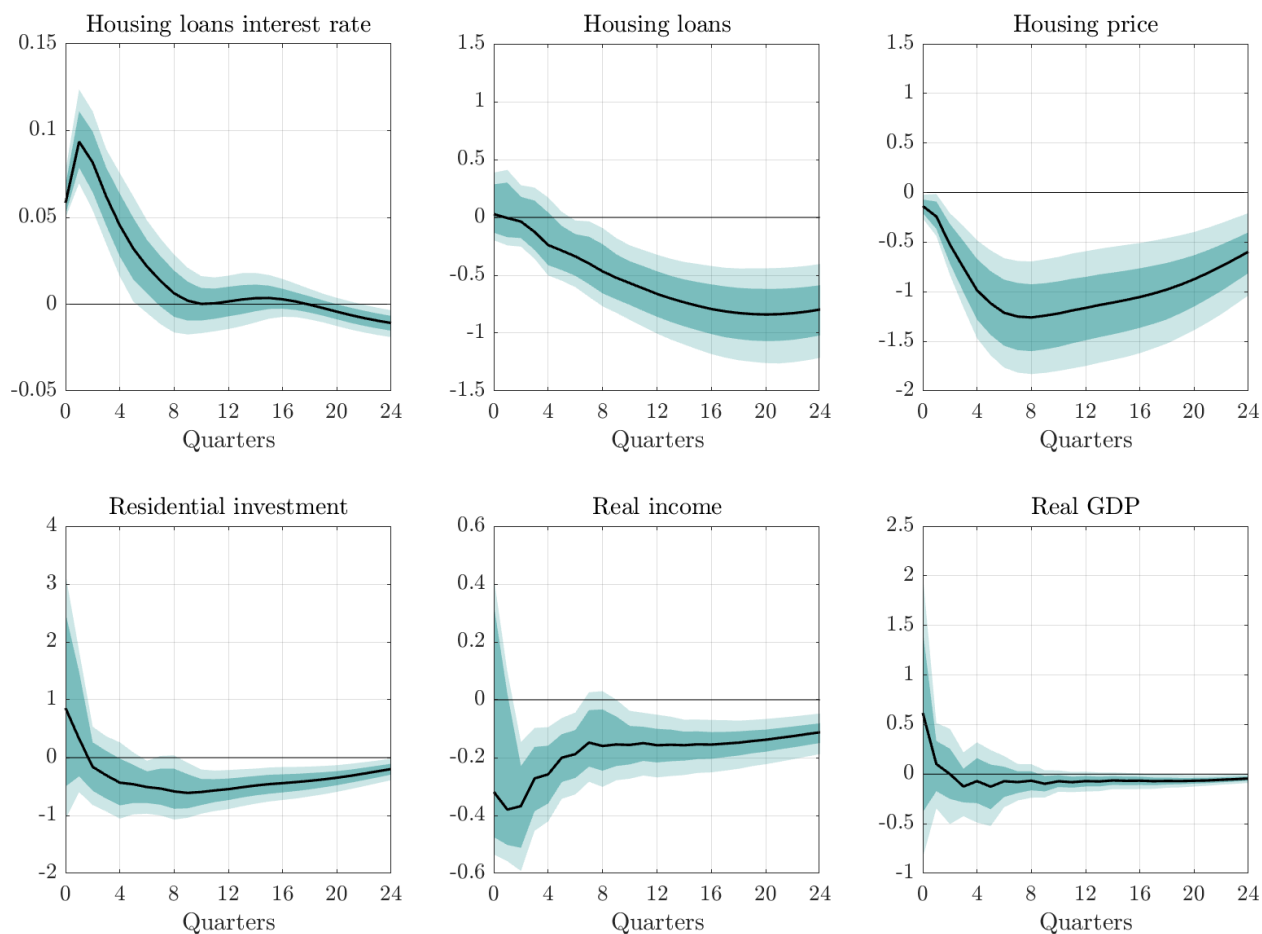 Housing loans interest rate
0.15
0.1
0.05
0
-0.05
0 4 8 12 16 20 24
Quarters
Housing loans
1.5
1
0.5
0
-0.5
-1
-1.5
0 4 8 12 16 20 24
Quarters
Housing price
1.5
1
0.5
0
-0.5
-1
-1.5
-2
0 4 8 12 16 20 24
Quarters
Residential investment
4
3
2
1
0
-1
-2
0 4 8 12 16 20 24
Quarters
Real income
0.6
0.4
0.2
0
-0.2
-0.4
-0.6
0 4 8 12 16 20 24
Quarters
Real GDP
2.5
2
1.5
1
0.5
0
-0.5
-1
0 4 8 12 16 20 24
Quarters